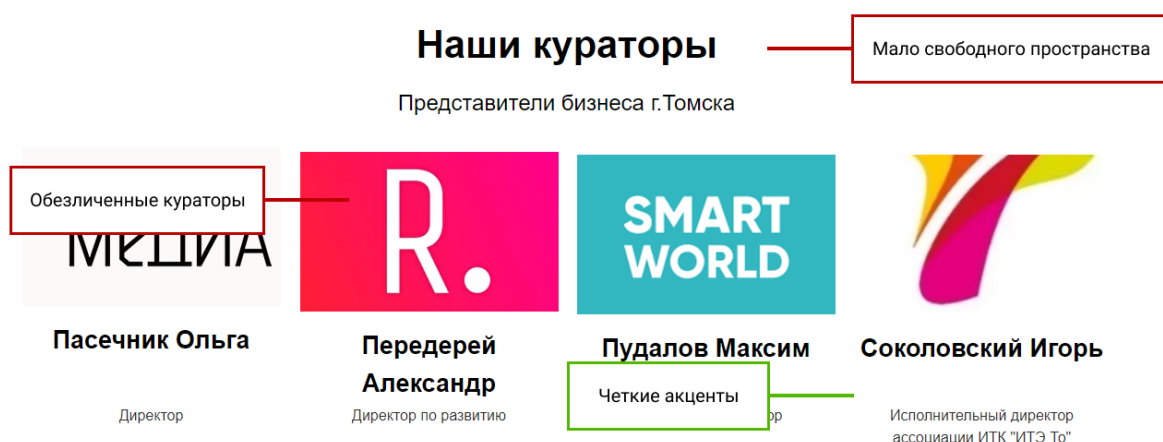 Наши кураторы
Мало свободного пространства
Представители бизнеса г.Томска
Обезличенные кураторы
МЕДИА
R.
SMART
WORLD
Пасечник Ольга
Передерей
Александр
Пудалов Максим
Соколовский Игорь
Четкие акценты
Директор
Директор по развитию
Исполнительный директор
ассоциации ИТК "ИТЭ То"